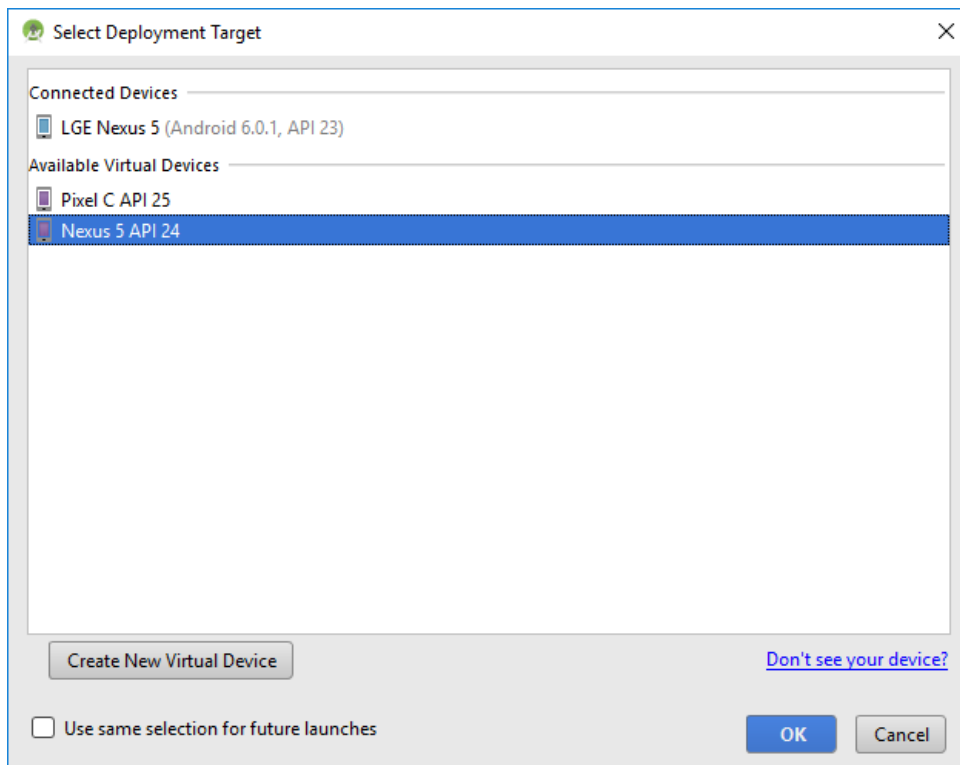 Select Deployment Target
Connected Devices
LGE Nexus 5 (Android 6.0.1, API 23)
Available Virtual Devices
Pixel C API 25
Nexus 5 API 24
Create New Virtual Device
Don't see your device?
Use same selection for future launches
OK
Cancel